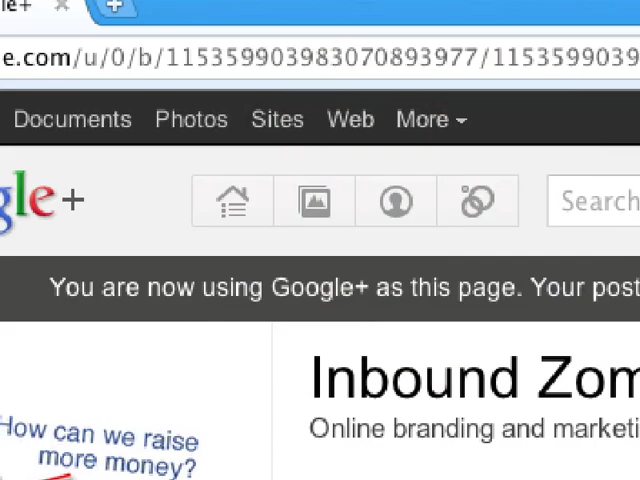 le+
e.com/u/0/b/115359903983070893977/1153599039
Documents Photos Sites Web More
gle+
Search
You are now using Google+ as this page. Your post
Inbound Zom
Online branding and marketi
How can we raise
more money?